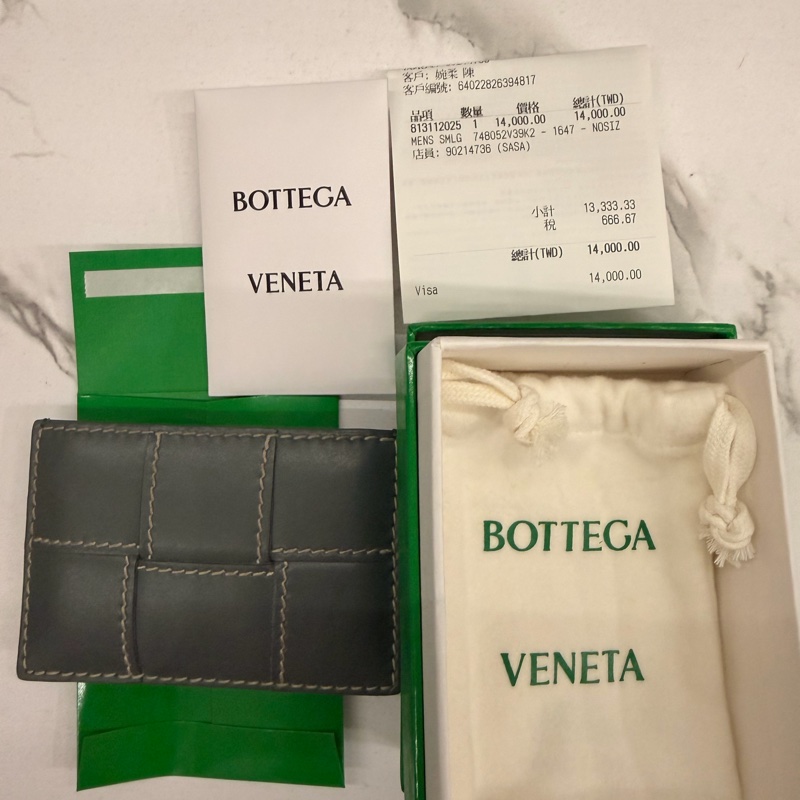 BOTTEGA
VENETA
客戶: 婉柔 陳
客戶編號: 64022826394817
品項 數量 價格 總計(TWD)
813112025 1 14,000.00 14,000.00
MENS SMLG 748052V39K2 - 1647 - NOSIZ
店員: 90214736 (SASA)
小計 13,333.33
稅 666.67
總計(TWD) 14,000.00
Visa 14,000.00
BOTTEGA
VENETA